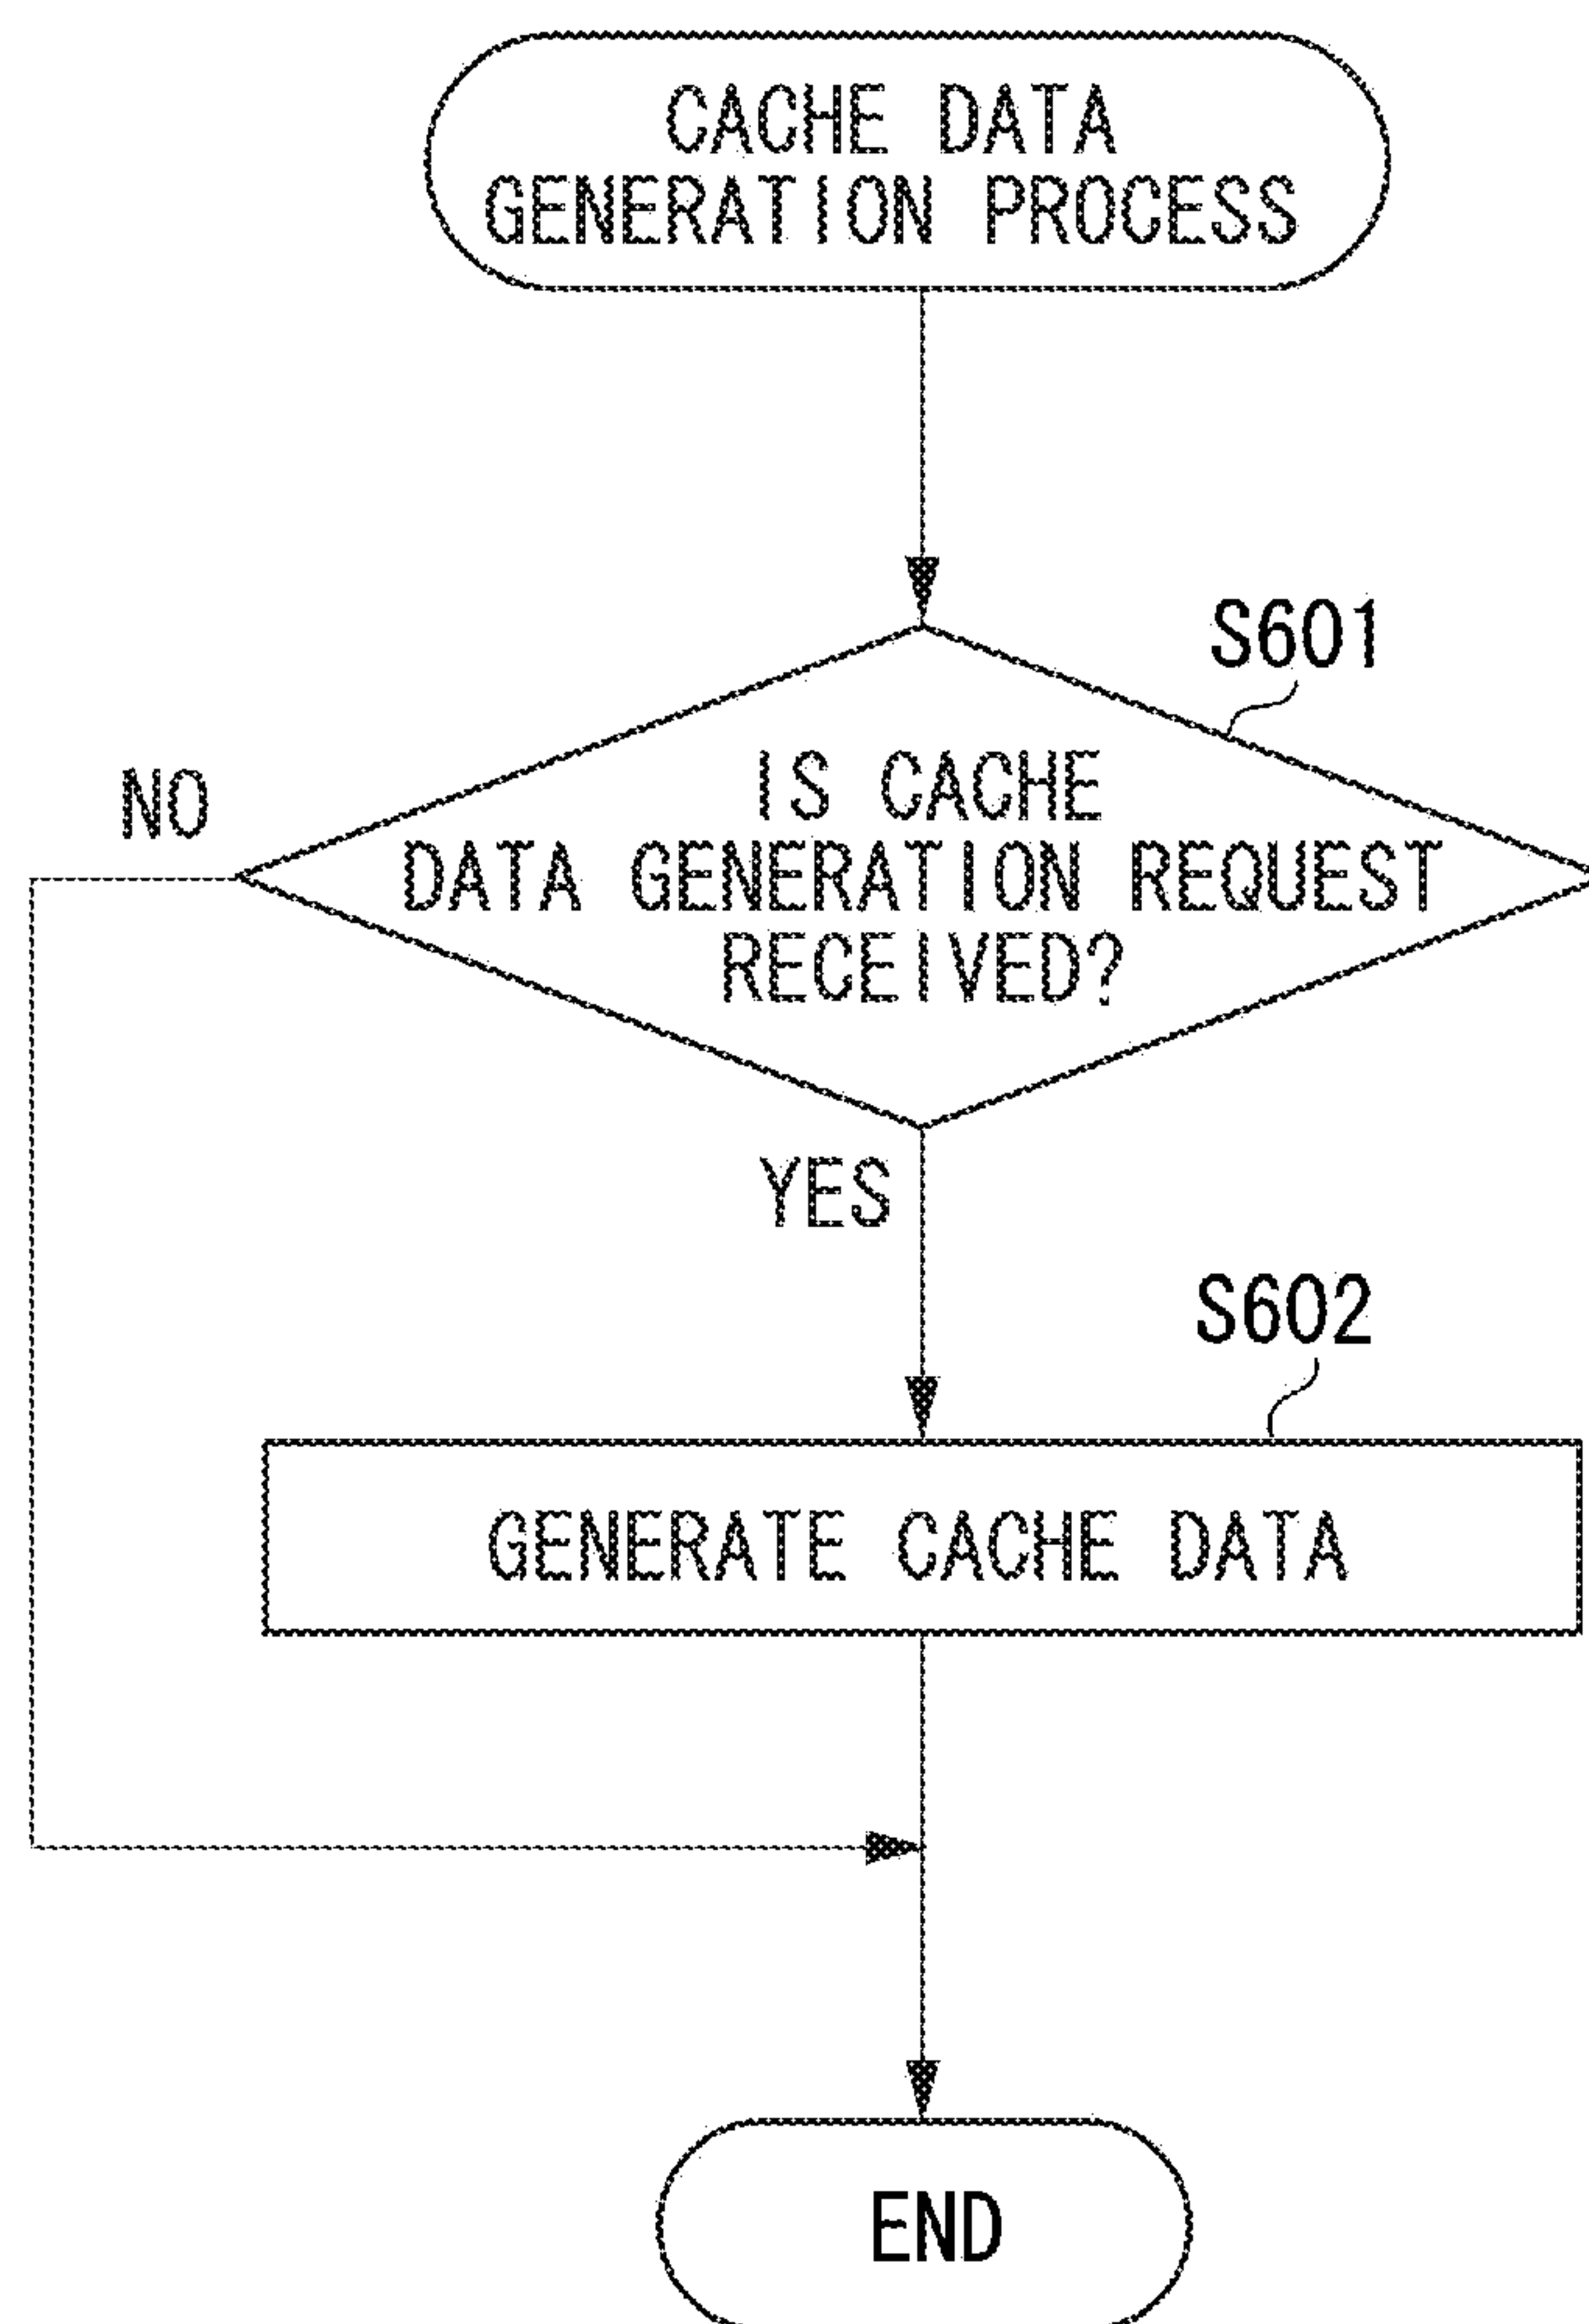 CACHE DATA
GENERATION PROCESS
S601
IS CACHE
DATA GENERATION REQUEST
RECEIVED?
NO
YES
S602
GENERATE CACHE DATA
END